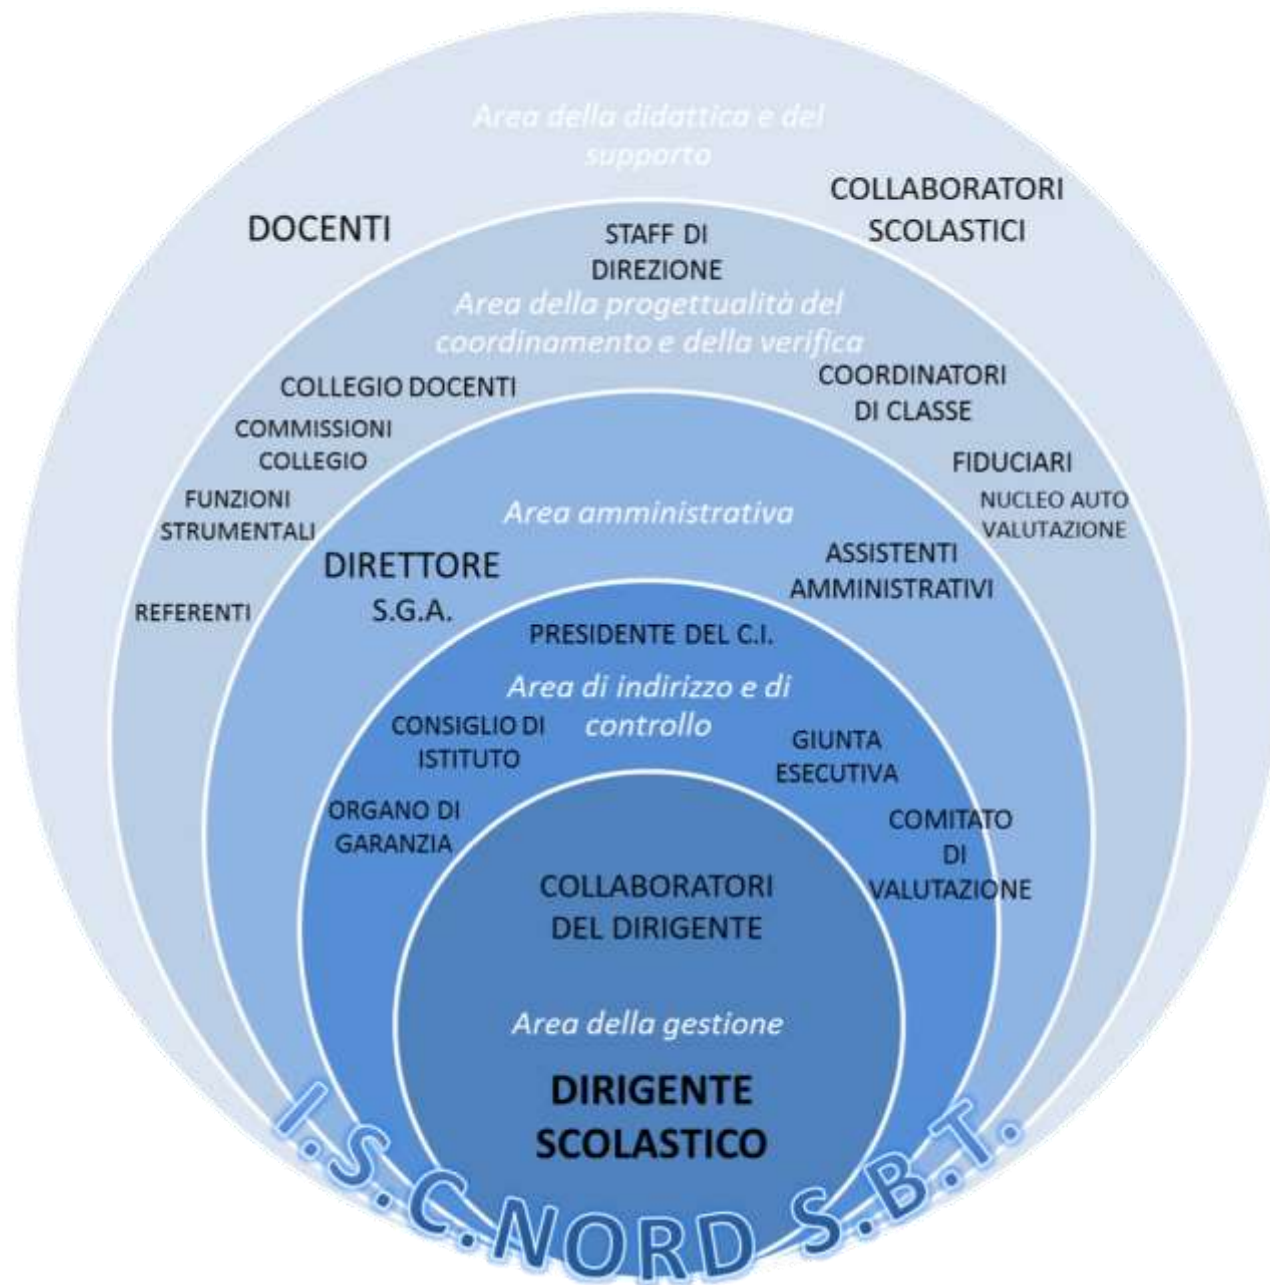 Area della didattica e del
supporto
DOCENTI
COLLABORATORI
SCOLASTICI
STAFF DI
DIREZIONE
Area della progettualità del
coordinamento e della verifica
COLLEGIO DOCENTI
COMMISSIONI
COLLEGIO
FUNZIONI
STRUMENTALI
REFERENTI
COORDINATORI
DI CLASSE
FIDUCIARI
NUCLEO AUTO
VALUTAZIONE
Area amministrativa
DIRETTORE
S.G.A.
ASSISTENTI
AMMINISTRATIVI
PRESIDENTE DEL C.I.
Area di indirizzo e di
controllo
CONSIGLIO DI
ISTITUTO
ORGANO DI
GARANZIA
GIUNTA
ESECUTIVA
COMITATO
DI
VALUTAZIONE
COLLABORATORI
DEL DIRIGENTE
Area della gestione
DIRIGENTE
SCOLASTICO
I.S.C.NORD S.B.T.